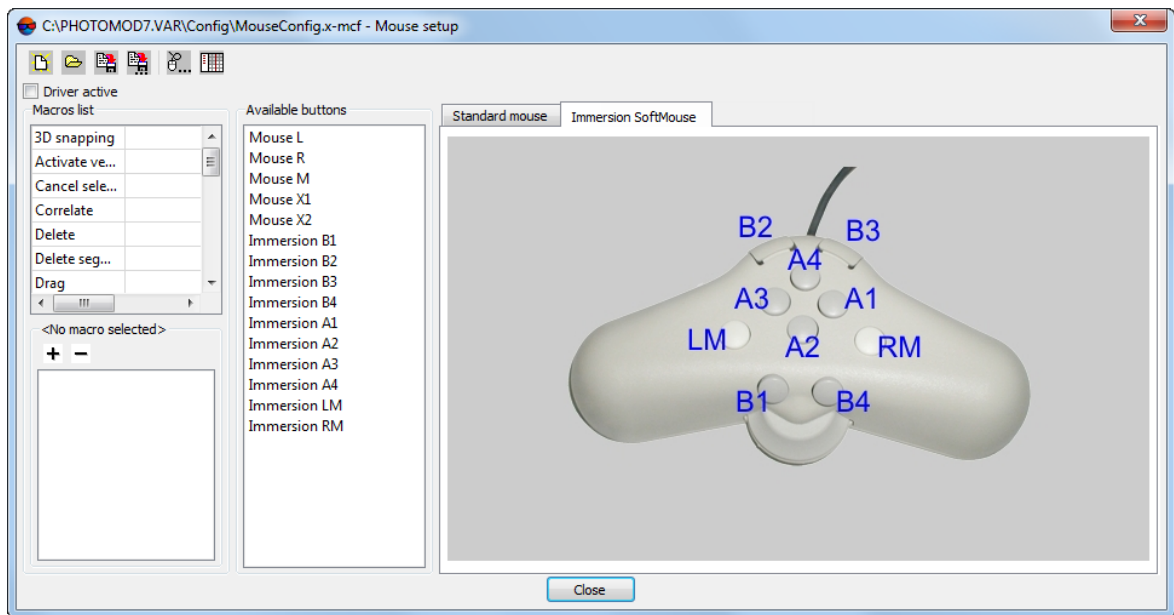 C:\PHOTOMOD7.VAR\Config\MouseConfig.x-mcf - Mouse setup
Driver active
Macros list
3D snapping
Activate ve...
Cancel sele...
Correlate
Delete
Delete seg...
Drag
<No macro selected>
Available buttons
Mouse L
Mouse R
Mouse M
Mouse X1
Mouse X2
Immersion B1
Immersion B2
Immersion B3
Immersion B4
Immersion A1
Immersion A2
Immersion A3
Immersion A4
Immersion LM
Immersion RM
Standard mouse
Immersion SoftMouse
B2
B3
A4
A3
A1
LM
A2
RM
B1
B4
Close